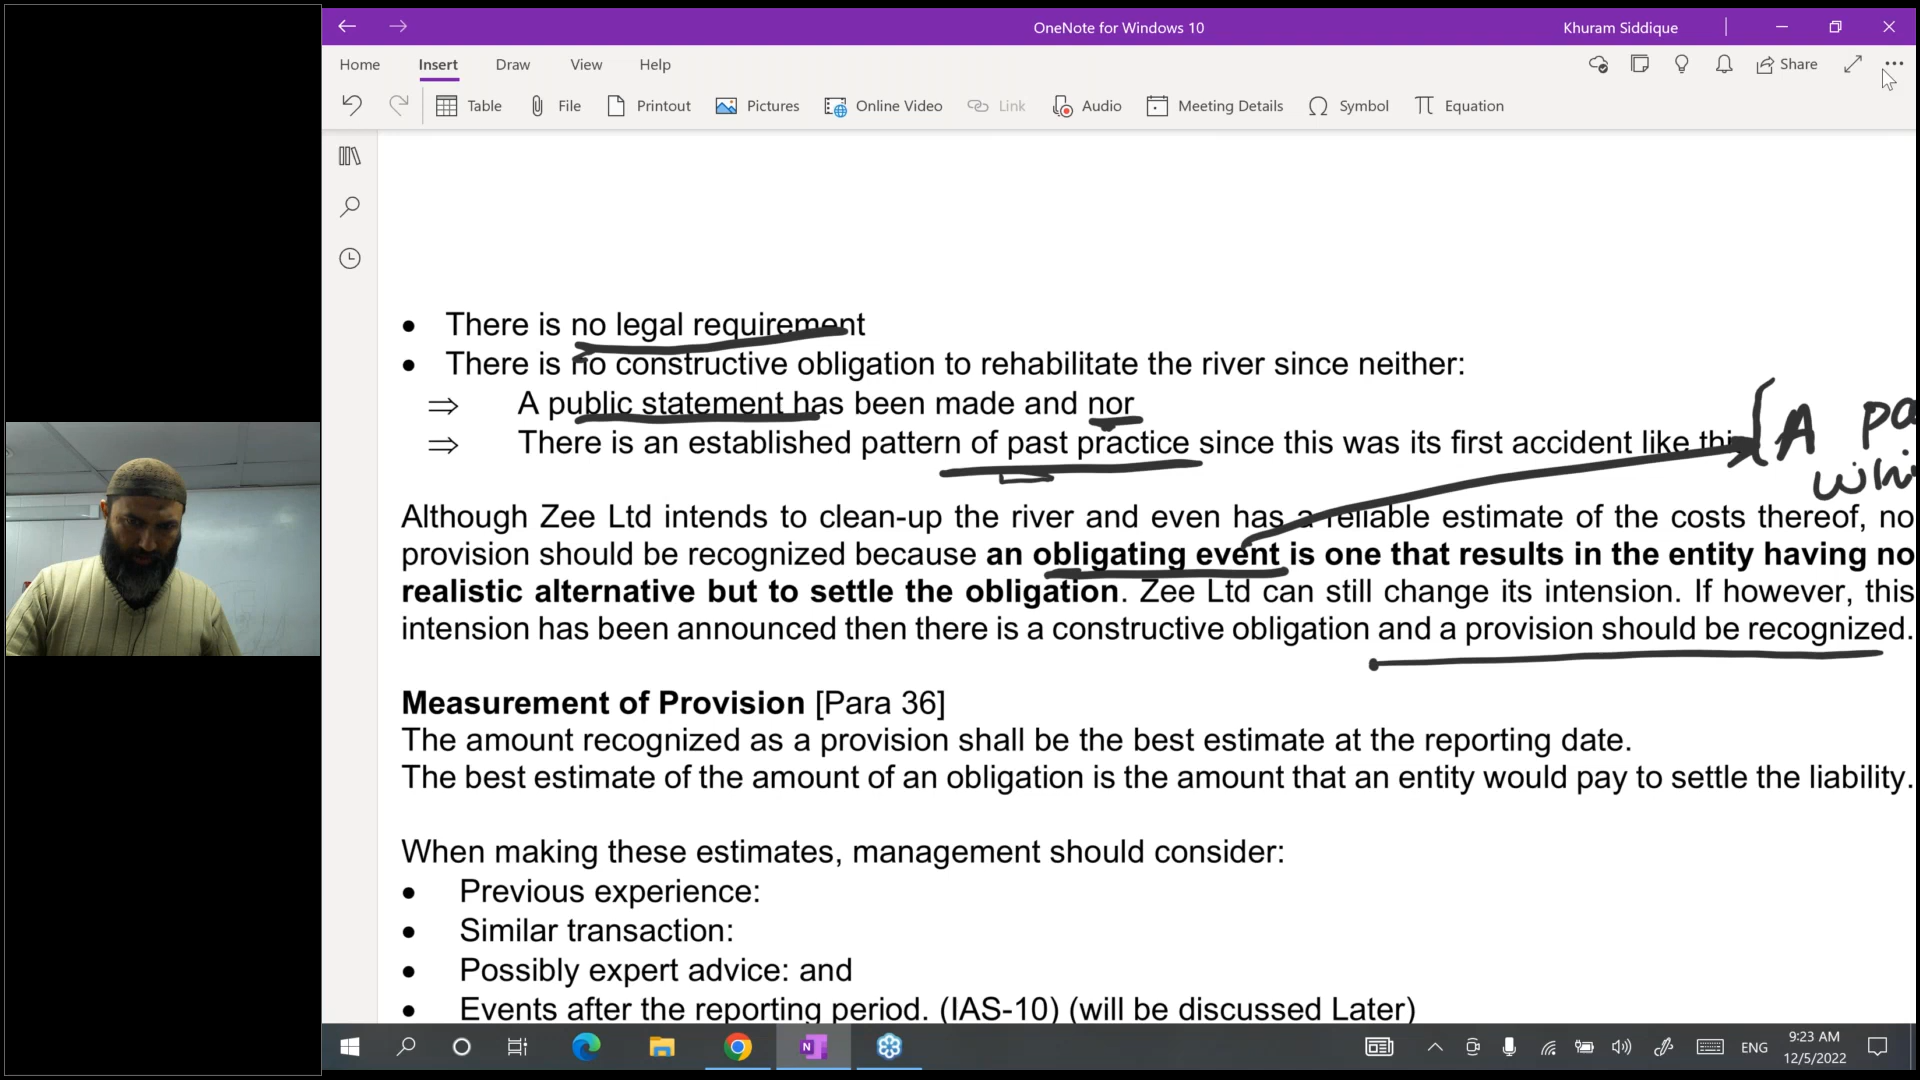 OneNote for Windows 10
Khuram Siddique
Home Insert Draw View Help
Share
Table File Printout Pictures Online Video Link Audio Meeting Details Symbol Equation
• There is no legal requirement
• There is no constructive obligation to rehabilitate the river since neither:
⇒ A public statement has been made and nor
⇒ There is an established pattern of past practice since this was its first accident like
A
Although Zee Ltd intends to clean-up the river and even has a reliable estimate of the costs thereof, no
provision should be recognized because an obligating event is one that results in the entity having no
realistic alternative but to settle the obligation. Zee Ltd can still change its intension. If however, this
intension has been announced then there is a constructive obligation and a provision should be recognized.
Measurement of Provision [Para 36]
The amount recognized as a provision shall be the best estimate at the reporting date.
The best estimate of the amount of an obligation is the amount that an entity would pay to settle the liability.
When making these estimates, management should consider:
• Previous experience:
• Similar transaction:
• Possibly expert advice: and
• Events after the reporting period. (IAS-10) (will be discussed Later)
N
ENG
9:23 AM
12/5/2022